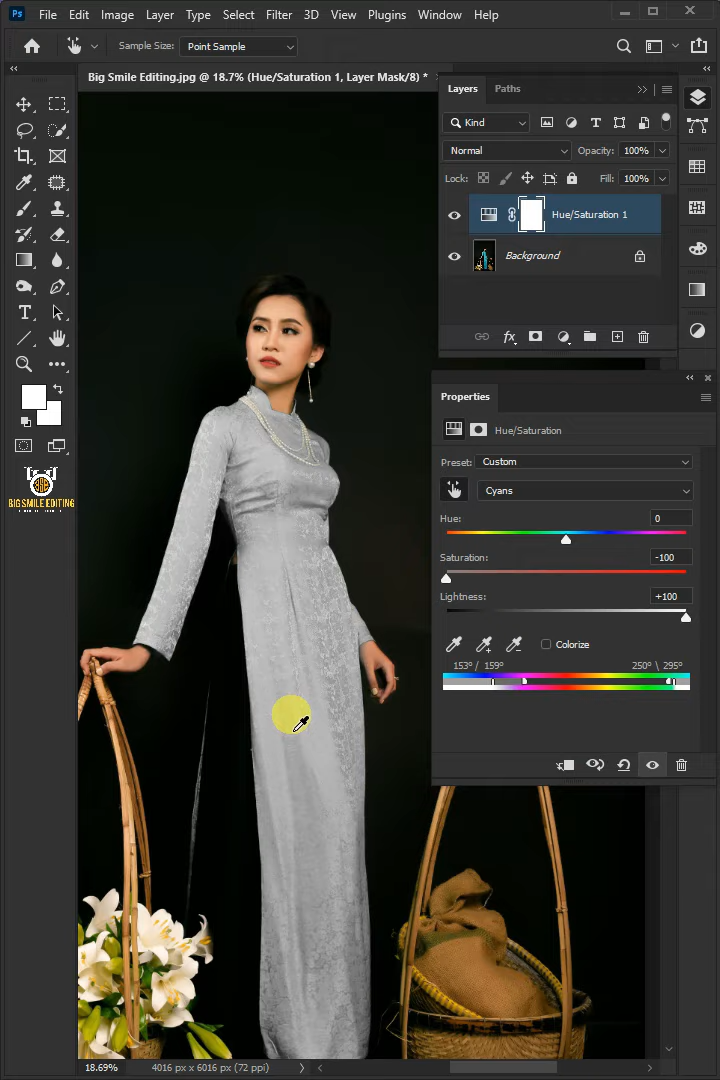 Ps File Edit Image Layer Type Select Filter 3D View Plugins Window Help
Sample Size: Point Sample
Big Smile Editing.jpg @ 18.7% (Hue/Saturation 1, Layer Mask/8) *
Layers Paths
Kind
Normal Opacity: 100%
Lock: Fill: 100%
Hue/Saturation 1
Background
fx
Properties
Hue/Saturation
Preset: Custom
Cyans
Hue: 0
Saturation: -100
Lightness: +100
Colorize
153°/ 159° 250°\ 295°
BIG SMILE EDITING
18.69% 4016 px x 6016 px (72 ppi)